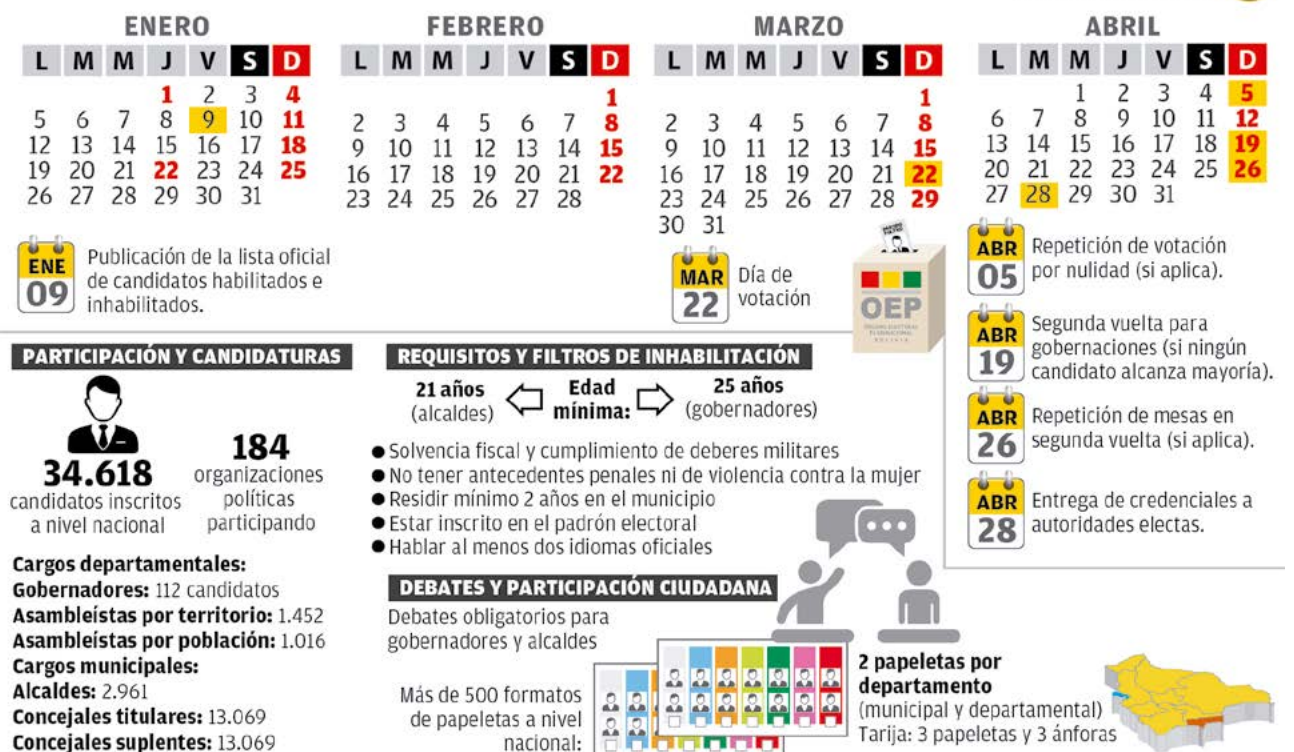 ENERO
L M M J V S D
1 2 3 4
5 6 7 8 9 10 11
12 13 14 15 16 17 18
19 20 21 22 23 24 25
26 27 28 29 30 31
FEBRERO
L M M J V S D
1
2 3 4 5 6 7 8
9 10 11 12 13 14 15
16 17 18 19 20 21 22
23 24 25 26 27 28
MARZO
L M M J V S D
1
2 3 4 5 6 7 8
9 10 11 12 13 14 15
16 17 18 19 20 21 22
23 24 25 26 27 28 29
30 31
ABRIL
L M M J V S D
1 2 3 4 5
6 7 8 9 10 11 12
13 14 15 16 17 18 19
20 21 22 23 24 25 26
27 28 29 30 31
ENE
09
Publicación de la lista oficial
de candidatos habilitados e
inhabilitados.
MAR
22
Día de
votación
OEP
ABR
05
Repetición de votación
por nulidad (si aplica).
ABR
19
Segunda vuelta para
gobernaciones (si ningún
candidato alcanza mayoría).
ABR
26
Repetición de mesas en
segunda vuelta (si aplica).
ABR
28
Entrega de credenciales a
autoridades electas.
PARTICIPACIÓN Y CANDIDATURAS
34.618
candidatos inscritos
a nivel nacional
184
organizaciones
políticas
participando
Cargos departamentales:
Gobernadores: 112 candidatos
Asambleístas por territorio: 1.452
Asambleístas por población: 1.016
Cargos municipales:
Alcaldes: 2.961
Concejales titulares: 13.069
Concejales suplentes: 13.069
REQUISITOS Y FILTROS DE INHABILITACIÓN
21 años
(alcaldes)
Edad
mínima:
25 años
(gobernadores)
● Solvencia fiscal y cumplimiento de deberes militares
● No tener antecedentes penales ni de violencia contra la mujer
● Residir mínimo 2 años en el municipio
● Estar inscrito en el padrón electoral
● Hablar al menos dos idiomas oficiales
DEBATES Y PARTICIPACIÓN CIUDADANA
Debates obligatorios para
gobernadores y alcaldes
Más de 500 formatos
de papeletas a nivel
nacional:
2 papeletas por
departamento
(municipal y departamental)
Tarija: 3 papeletas y 3 ánforas